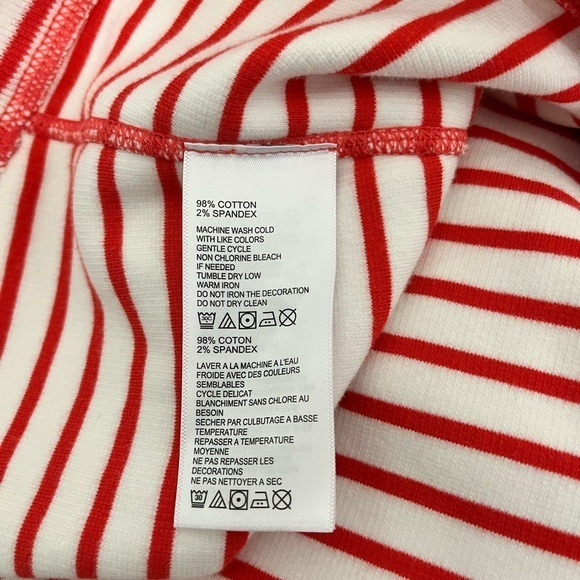 98% COTTON
2% SPANDEX
MACHINE WASH COLD
WITH LIKE COLORS
GENTLE CYCLE
NON CHLORINE BLEACH
IF NEEDED
TUMBLE DRY LOW
WARM IRON
DO NOT IRON THE DECORATION
DO NOT DRY CLEAN
98% COTTON
2% SPANDEX
LAVER A LA MACHINE A L'EAU
FROIDE AVEC DES COULEURS
SEMBLABLES
CYCLE DELICAT
BLANCHIMENT SANS CHLORE AU
BESOIN
SECHER PAR CULBUTAGE A BASSE
TEMPERATURE
REPASSER A TEMPERATURE
MOYENNE
NE PAS REPASSER LES
DECORATIONS
NE PAS NETTOYER A SEC
30